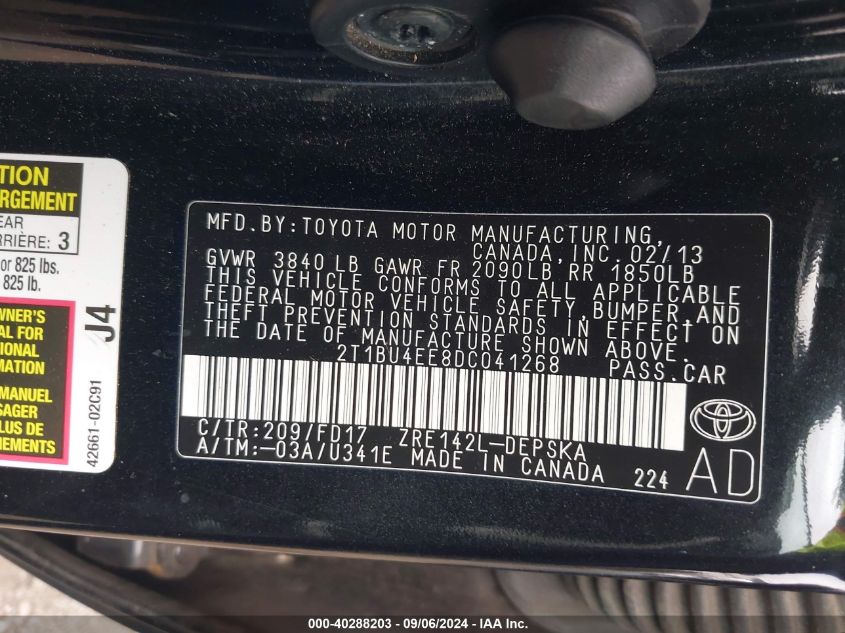 TION
RGEMENT
EAR
RRIÈRE: 3
or 825 lbs.
825 lb.
WNER'S
AL FOR
IONAL
MATION
MANUEL
SAGER
PLUS
42661-02C91
J4
MFD.BY:TOYOTA MOTOR MANUFACTURING,
CANADA,INC. 02/13
GVWR 3840 LB GAWR FR 2090LB RR 1850LB
THIS VEHICLE CONFORMS TO ALL APPLICABLE
FEDERAL MOTOR VEHICLE SAFETY,BUMPER,AND
THEFT PREVENTION STANDARDS IN EFFECT ON
THE DATE OF MANUFACTURE SHOWN ABOVE.
2T1BU4EE8DC041268 PASS.CAR
C/TR:209/FD17 ZRE142L-DEPSKA
A/TM:-03A/U341E MADE IN CANADA 224
AD
000-40288203 - 09/06/2024 - IAA Inc.